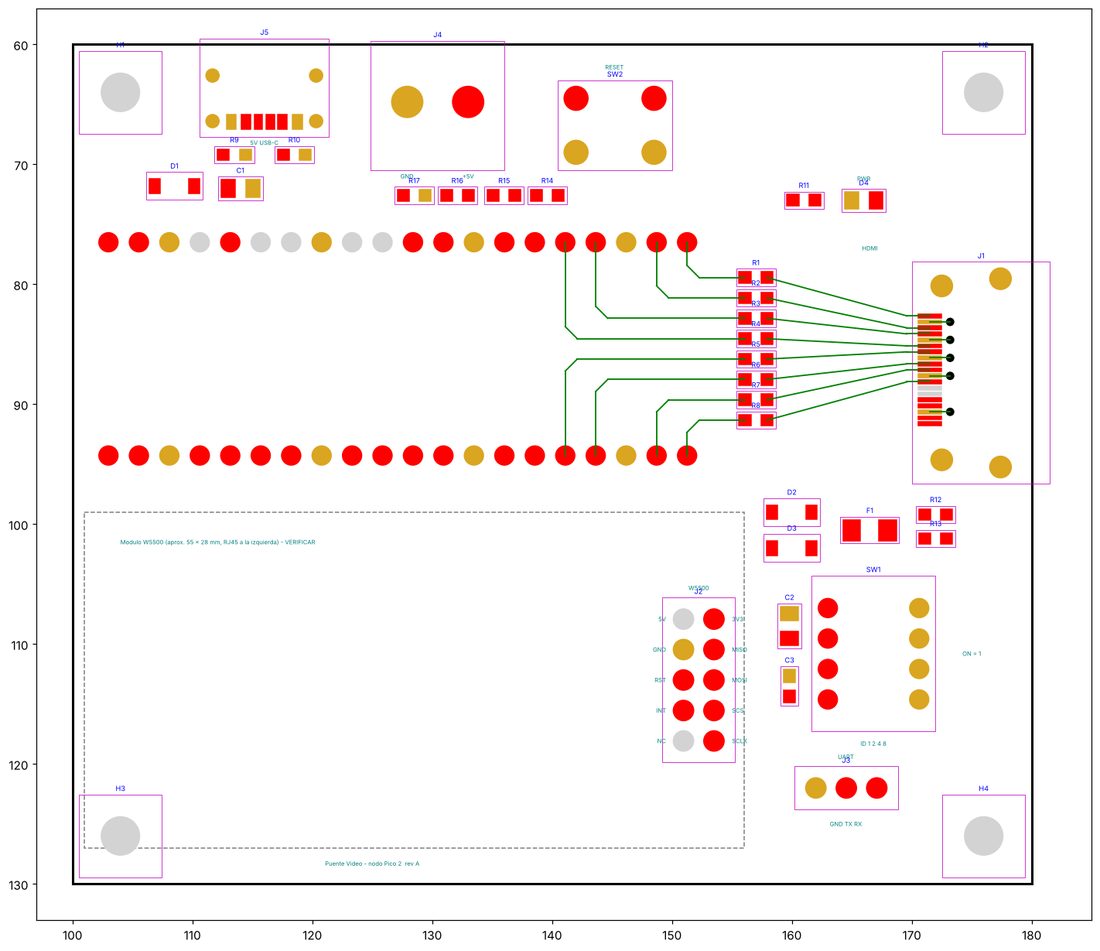 60
70
80
90
100
110
120
130
H1
J5
J4
RESET
SW2
H2
5V USB-C
R9
R10
D1
C1
GND
+5V
R17
R16
R15
R14
PWR
R11
D4
HDMI
J1
R1
R2
R3
R4
R5
R6
R7
R8
D2
D3
F1
R12
R13
Modulo W5500 (aprox. 55 × 28 mm, RJ45 a la izquierda) - VERIFICAR
SW1
W5500
J2
5V
3V3
GND
MISO
RST
MOSI
INT
SCS
NC
SCLK
C2
C3
ON = 1
ID 1 2 4 8
UART
J3
GND TX RX
H3
H4
Puente Video - nodo Pico 2 rev A
100
110
120
130
140
150
160
170
180